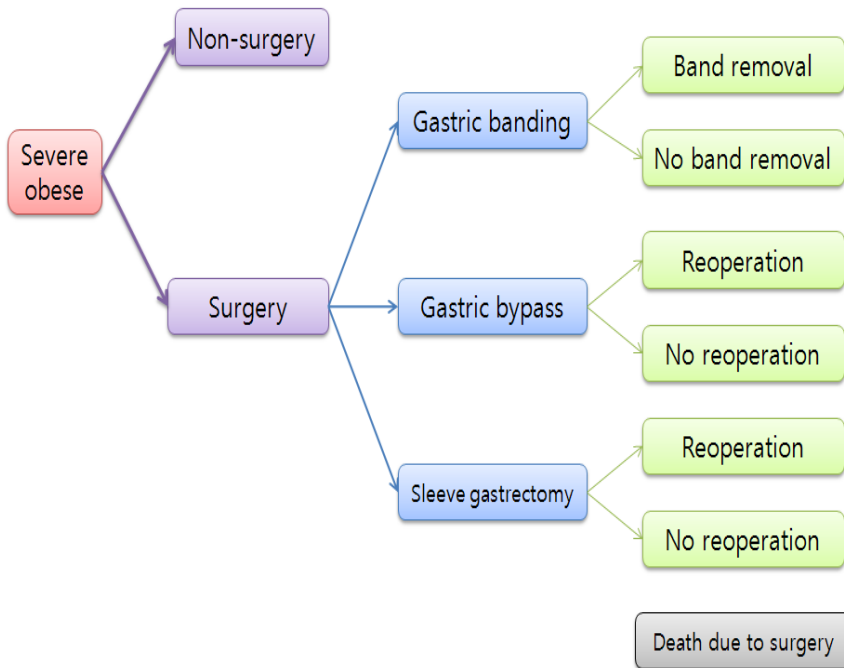 Non-surgery
Severe
obese
Surgery
Gastric banding
Gastric bypass
Sleeve gastrectomy
Band removal
No band removal
Reoperation
No reoperation
Reoperation
No reoperation
Death due to surgery